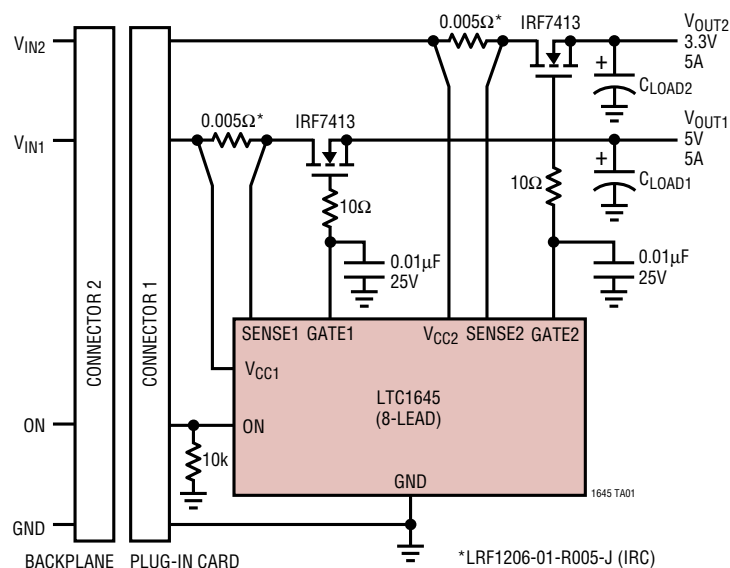 0.005Ω*
IRF7413
VOUT2
3.3V
5A
VIN2
+
CLOAD2
0.005Ω*
IRF7413
VOUT1
5V
5A
VIN1
+
CLOAD1
10Ω
10Ω
0.01µF
25V
0.01µF
25V
CONNECTOR 2
CONNECTOR 1
SENSE1
GATE1
VCC2
SENSE2
GATE2
VCC1
LTC1645
(8-LEAD)
ON
ON
10k
GND
1645 TA01
GND
BACKPLANE
PLUG-IN CARD
*LRF1206-01-R005-J (IRC)